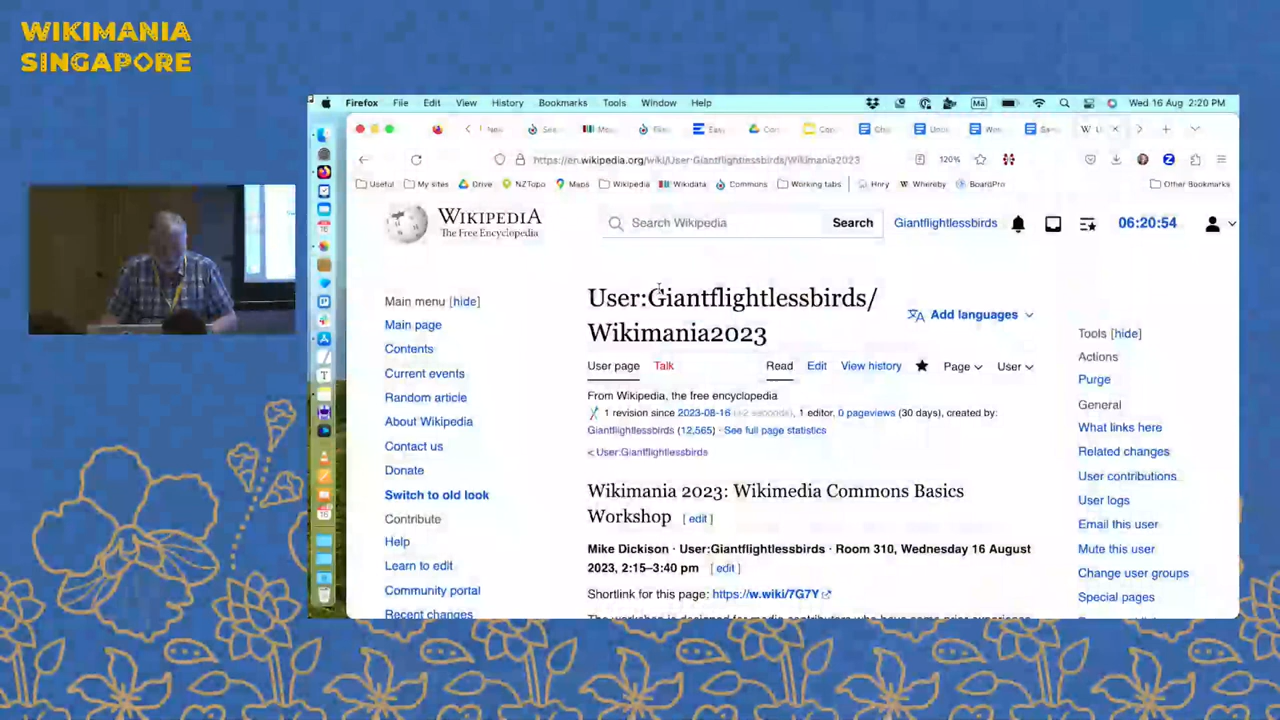 WIKIMANIA
SINGAPORE
Firefox File Edit View History Bookmarks Tools Window Help
Mā
Wed 16 Aug 2:20 PM
https://en.wikipedia.org/wiki/User:Giantflightlessbirds/Wikimania2023
120%
Useful My sites Drive NZTopo Maps Wikipedia Wikidata Commons Working tabs Hnry Whereby BoardPro Other Bookmarks
WIKIPEDIA
The Free Encyclopedia
Search Wikipedia
Search
Giantflightlessbirds
06:20:54
Main menu [hide]
Main page
Contents
Current events
Random article
About Wikipedia
Contact us
Donate
Switch to old look
Contribute
Help
Learn to edit
Community portal
Recent changes
User:Giantflightlessbirds/
Wikimania2023
Add languages
User page Talk Read Edit View history Page User
From Wikipedia, the free encyclopedia
1 revision since 2023-08-16 (+2 seconds), 1 editor, 0 pageviews (30 days), created by:
Giantflightlessbirds (12,565) · See full page statistics
< User:Giantflightlessbirds
Wikimania 2023: Wikimedia Commons Basics
Workshop [edit]
Mike Dickison · User:Giantflightlessbirds · Room 310, Wednesday 16 August
2023, 2:15–3:40 pm [edit]
Shortlink for this page: https://w.wiki/7G7Y
Tools [hide]
Actions
Purge
General
What links here
Related changes
User contributions
User logs
Email this user
Mute this user
Change user groups
Special pages